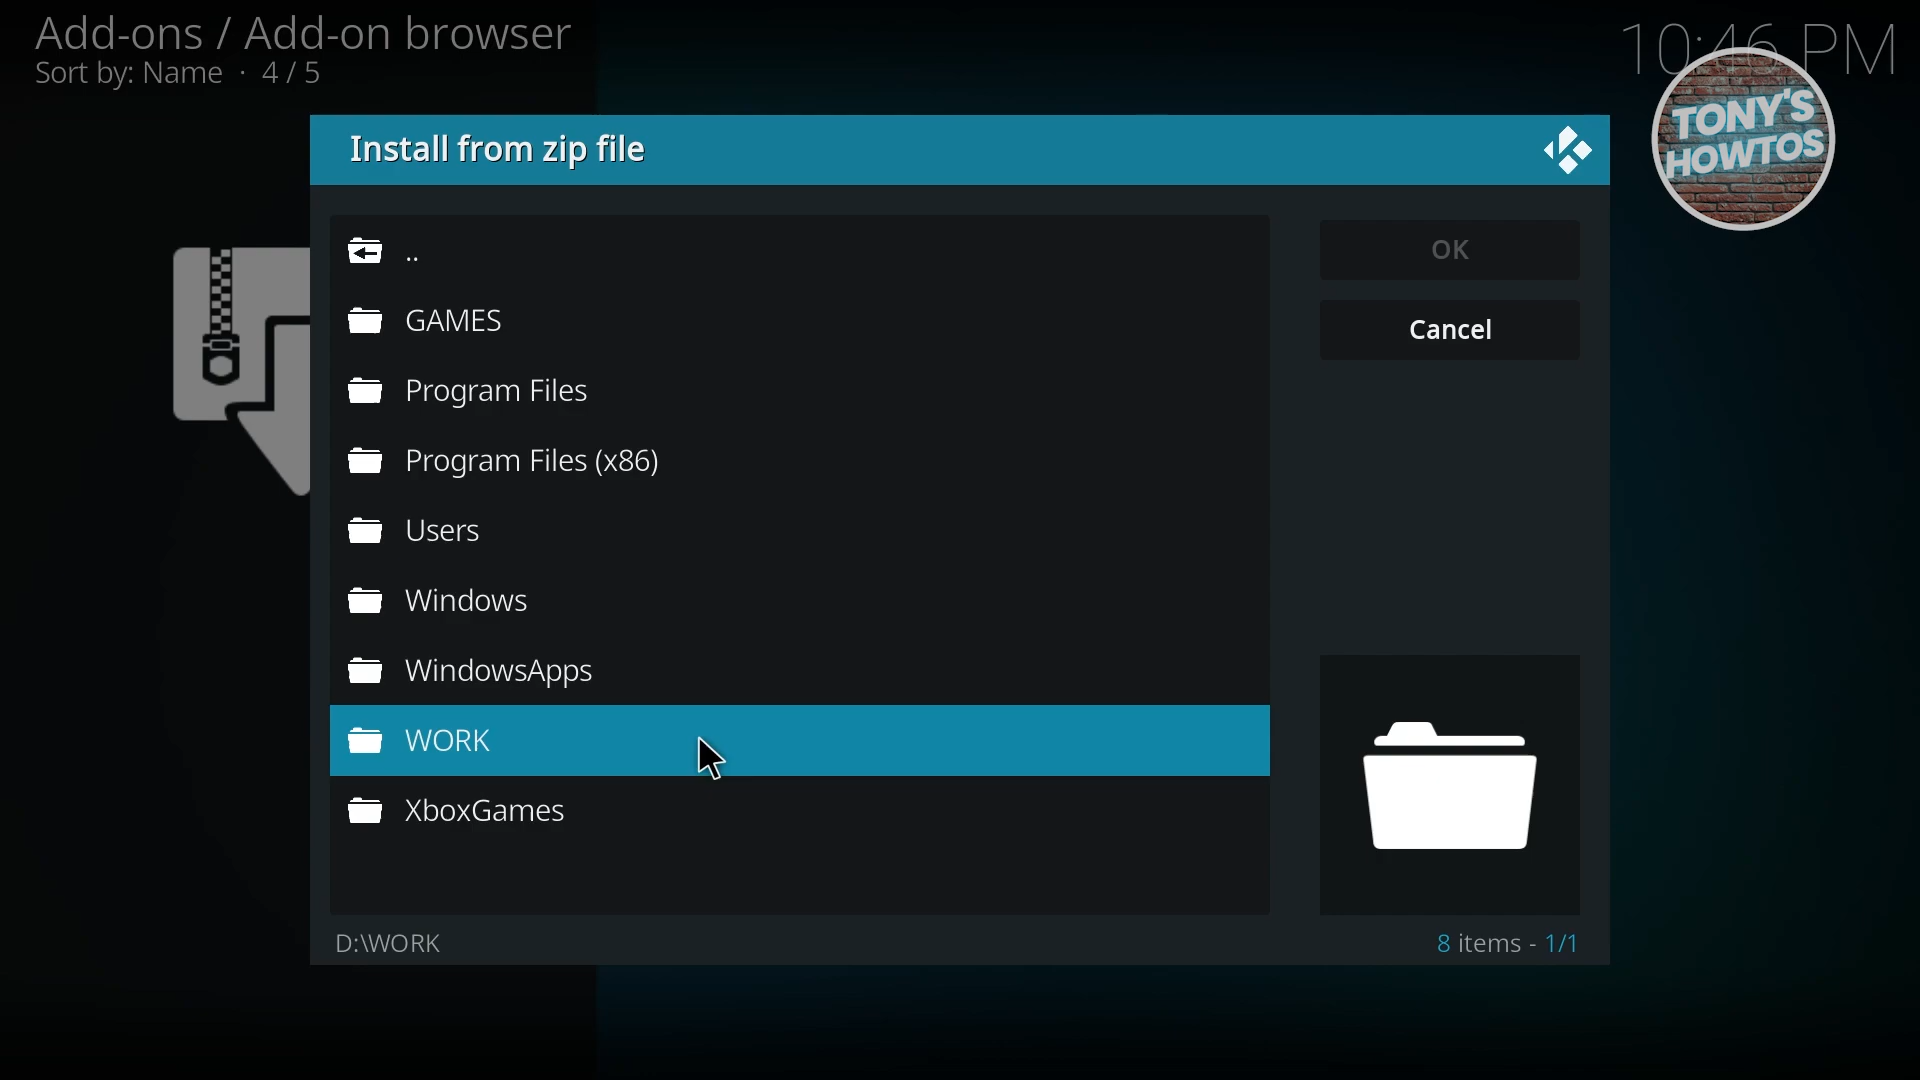 Add-ons / Add-on browser
Sort by: Name · 4 / 5
10:46 PM
TONY'S
HOWTOS
Install from zip file
..
GAMES
Program Files
Program Files (x86)
Users
Windows
WindowsApps
WORK
XboxGames
OK
Cancel
D:\WORK
8 items - 1/1